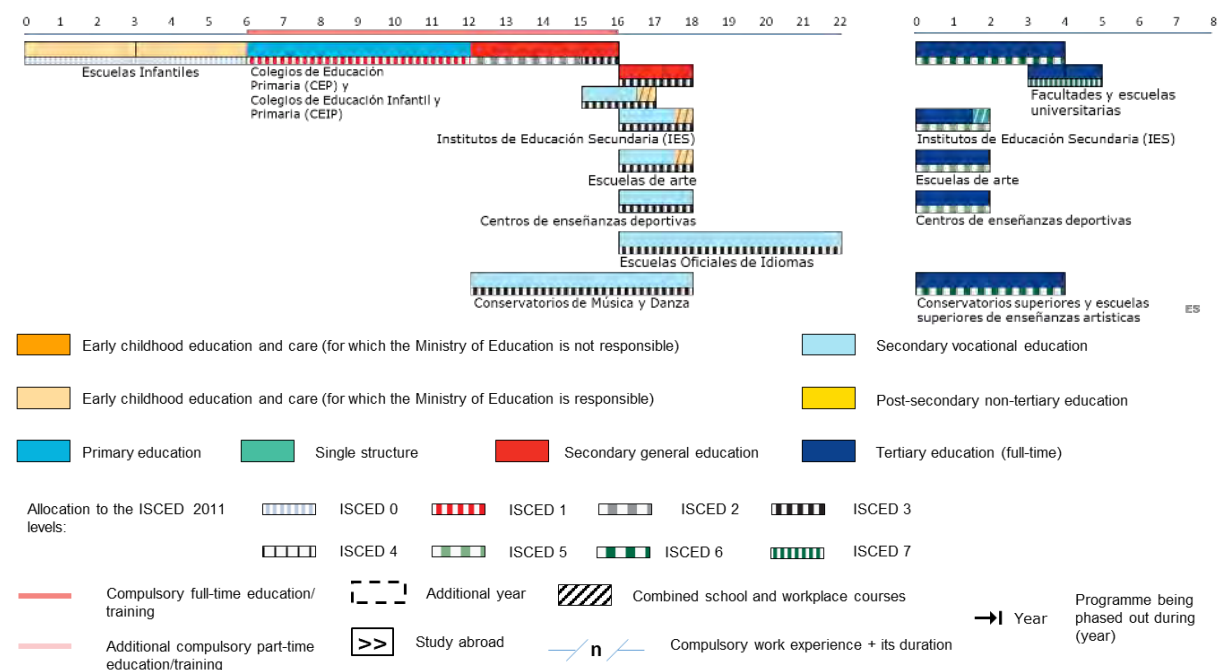 0 1 2 3 4 5 6 7 8 9 10 11 12 13 14 15 16 17 18 19 20 21 22
0 1 2 3 4 5 6 7 8
Escuelas Infantiles
Colegios de Educación
Primaria (CEP) y
Colegios de Educación Infantil y
Primaria (CEIP)
Facultades y escuelas
universitarias
Institutos de Educación Secundaria (IES)
Institutos de Educación Secundaria (IES)
Escuelas de arte
Escuelas de arte
Centros de enseñanzas deportivas
Centros de enseñanzas deportivas
Escuelas Oficiales de Idiomas
Conservatorios de Música y Danza
Conservatorios superiores y escuelas
superiores de enseñanzas artísticas
ES
Early childhood education and care (for which the Ministry of Education is not responsible)
Secondary vocational education
Early childhood education and care (for which the Ministry of Education is responsible)
Post-secondary non-tertiary education
Primary education
Single structure
Secondary general education
Tertiary education (full-time)
Allocation to the ISCED 2011
levels:
ISCED 0
ISCED 1
ISCED 2
ISCED 3
ISCED 4
ISCED 5
ISCED 6
ISCED 7
Compulsory full-time education/
training
Additional year
Combined school and workplace courses
Year
Programme being
phased out during
(year)
Additional compulsory part-time
education/training
>> Study abroad
n Compulsory work experience + its duration